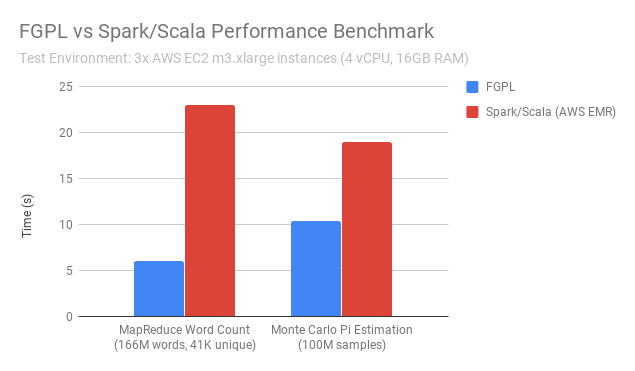 FGPL vs Spark/Scala Performance Benchmark
Test Environment: 3x AWS EC2 m3.xlarge instances (4 vCPU, 16GB RAM)
25
20
15
10
5
0
Time (s)
MapReduce Word Count
(166M words, 41K unique)
Monte Carlo Pi Estimation
(100M samples)
FGPL
Spark/Scala (AWS EMR)